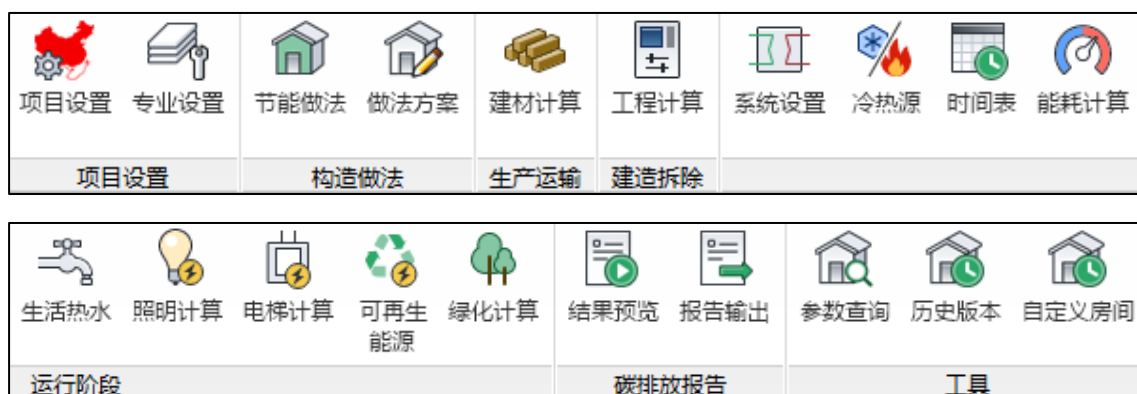 项目设置 专业设置 节能做法 做法方案 建材计算 工程计算 系统设置 冷热源 时间表 能耗计算
项目设置 构造做法 生产运输 建造拆除
生活热水 照明计算 电梯计算 可再生 绿化计算 结果预览 报告输出 参数查询 历史版本 自定义房间
能源
运行阶段 碳排放报告 工具